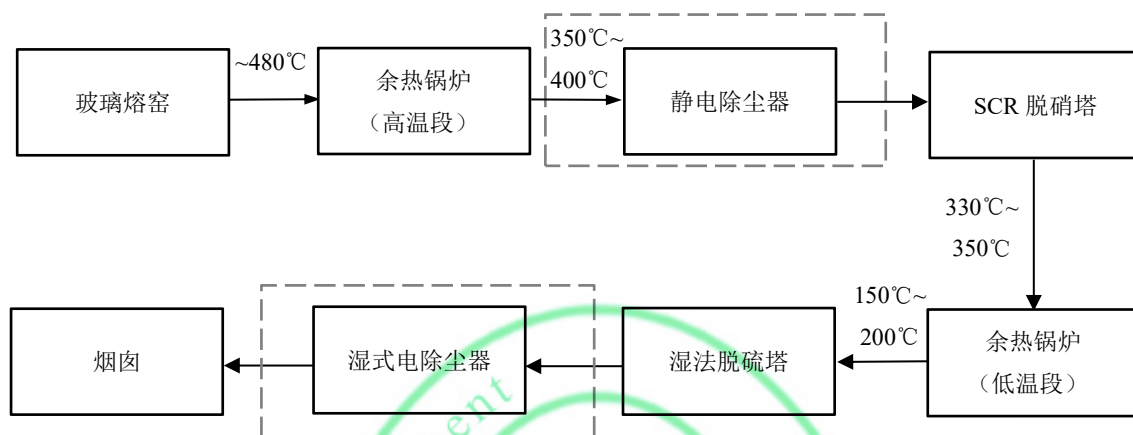 玻璃熔窑
~480℃
余热锅炉
（高温段）
350℃~
400℃
静电除尘器
SCR 脱硝塔
330℃~
350℃
烟囱
湿式电除尘器
湿法脱硫塔
150℃~
200℃
余热锅炉
（低温段）
ent